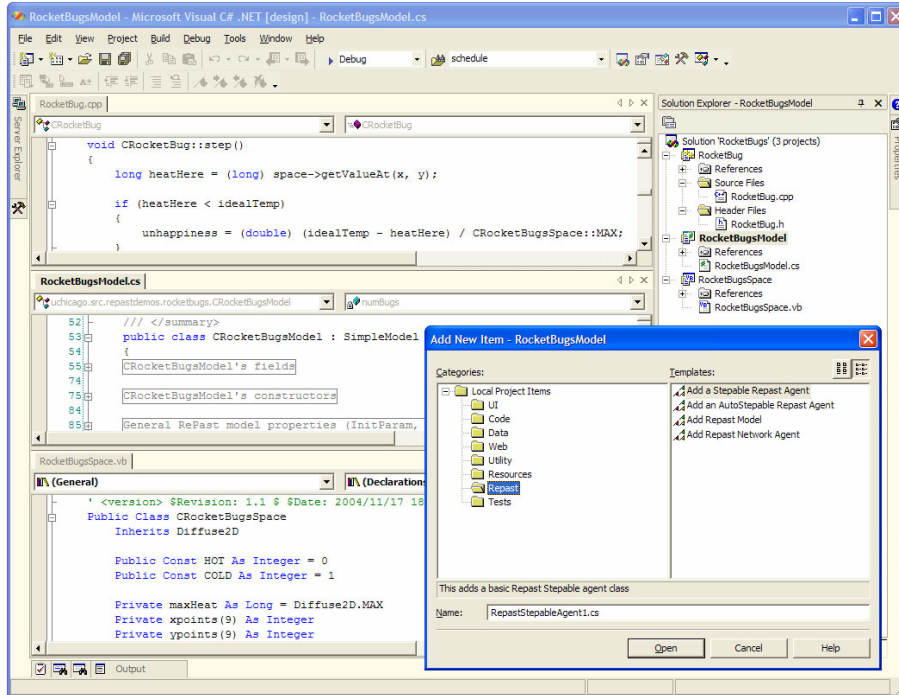 RocketBugsModel - Microsoft Visual C# .NET [design] - RocketBugsModel.cs
File Edit View Project Build Debug Tools Window Help
Debug schedule
Server Explorer
RocketBug.cpp
CRocketBug CRocketBug
void CRocketBug::step()
{
long heatHere = (long) space->getValueAt(x, y);
if (heatHere < idealTemp)
{
unhappiness = (double) (idealTemp - heatHere) / CRocketBugsSpace::MAX;
}
RocketBugsModel.cs
uchicago.src.repastdemos.rocketbugs.CRocketBugsModel numBugs
52 /// </summary>
53 public class CRocketBugsModel : SimpleModel
54 {
55 CRocketBugsModel's fields
74
75 CRocketBugsModel's constructors
84
85 General RePast model properties (InitParam,
RocketBugsSpace.vb
(General) (Declarations
' <version> $Revision: 1.1 $ $Date: 2004/11/17 18
Public Class CRocketBugsSpace
Inherits Diffuse2D
Public Const HOT As Integer = 0
Public Const COLD As Integer = 1
Private maxHeat As Long = Diffuse2D.MAX
Private xpoints(9) As Integer
Private ypoints(9) As Integer
Output
Solution Explorer - RocketBugsModel
Solution 'RocketBugs' (3 projects)
RocketBug
References
Source Files
RocketBug.cpp
Header Files
RocketBug.h
RocketBugsModel
References
RocketBugsModel.cs
RocketBugsSpace
References
RocketBugsSpace.vb
Properties
Add New Item - RocketBugsModel
Categories: Templates:
Local Project Items
UI
Code
Data
Web
Utility
Resources
Repast
Tests
Add a Stepable Repast Agent
Add an AutoStepable Repast Agent
Add Repast Model
Add Repast Network Agent
This adds a basic Repast Stepable agent class
Name: RepastStepableAgent1.cs
Open Cancel Help